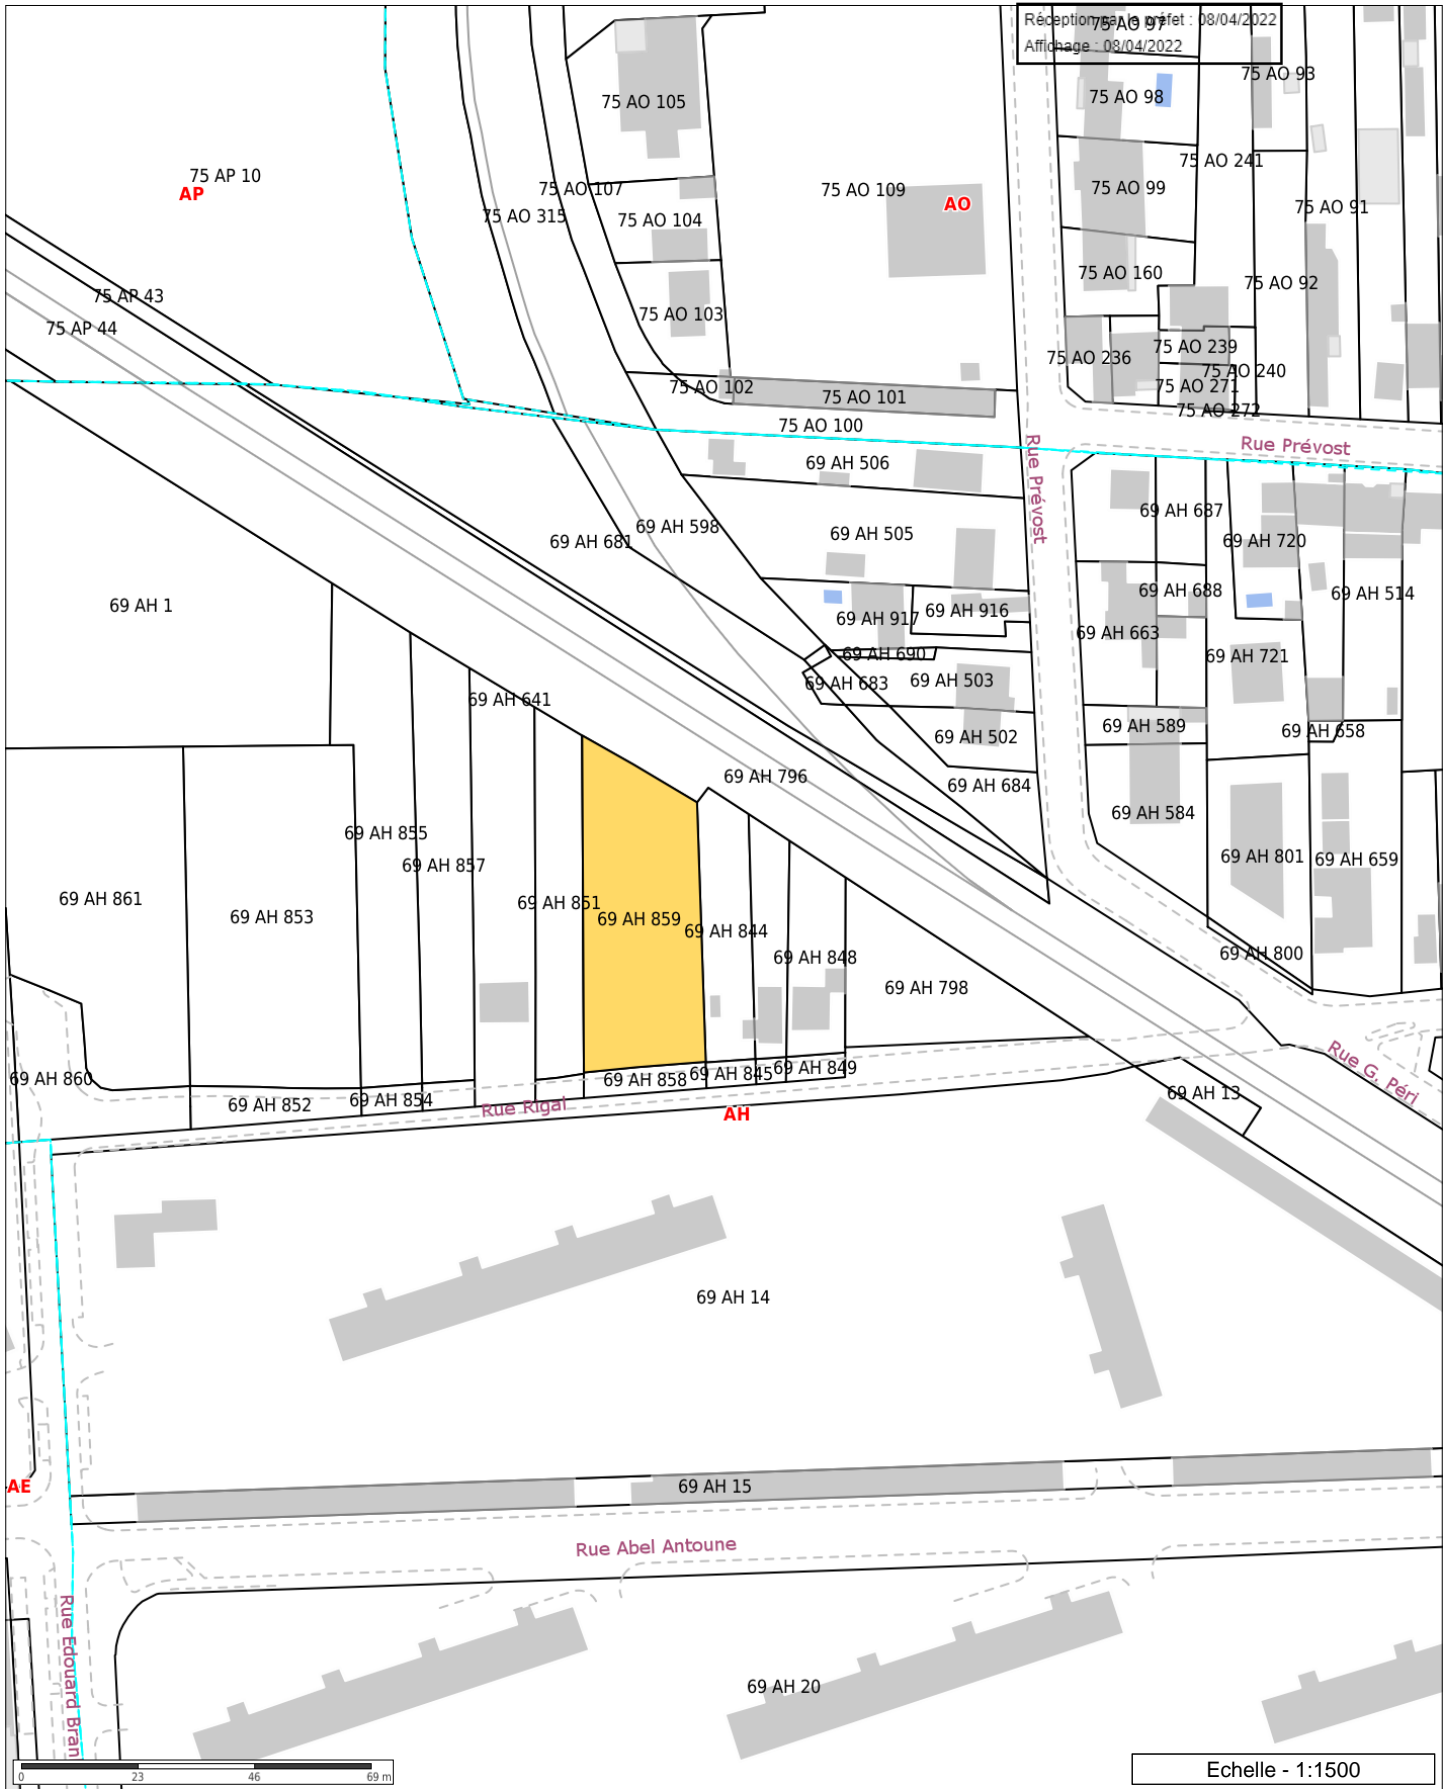 Réception par le préfet : 08/04/2022
75 AO 97
Affichage : 08/04/2022
75 AO 93
75 AO 105
75 AO 98
75 AO 241
75 AP 10
AP
75 AO 107
75 AO 109
AO
75 AO 99
75 AO 91
75 AO 315
75 AO 104
75 AO 160
75 AO 92
75 AP 43
75 AO 103
75 AP 44
75 AO 236
75 AO 239
75 AO 240
75 AO 102
75 AO 101
75 AO 271
75 AO 272
75 AO 100
Rue Prévost
Rue Prévost
69 AH 506
69 AH 687
69 AH 598
69 AH 681
69 AH 505
69 AH 720
69 AH 688
69 AH 514
69 AH 1
69 AH 917
69 AH 916
69 AH 663
69 AH 690
69 AH 721
69 AH 683
69 AH 503
69 AH 641
69 AH 589
69 AH 658
69 AH 502
69 AH 796
69 AH 684
69 AH 584
69 AH 855
69 AH 857
69 AH 801
69 AH 659
69 AH 861
69 AH 853
69 AH 851
69 AH 859
69 AH 844
69 AH 848
69 AH 800
69 AH 798
Rue G. Péri
69 AH 860
69 AH 858
69 AH 845
69 AH 849
69 AH 852
69 AH 854
Rue Rigal
AH
69 AH 13
69 AH 14
AE
69 AH 15
Rue Abel Antoune
Rue Edouard Bran
69 AH 20
0 23 46 69 m
Echelle - 1:1500